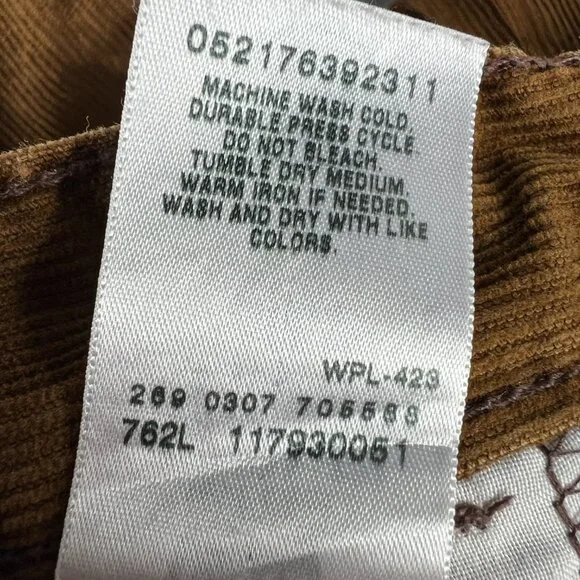 052176392311
MACHINE WASH COLD,
DURABLE PRESS CYCLE
DO NOT BLEACH.
TUMBLE DRY MEDIUM.
WARM IRON IF NEEDED.
WASH AND DRY WITH LIKE
COLORS.
WPL-423
269 0307 705568
762L 117930051